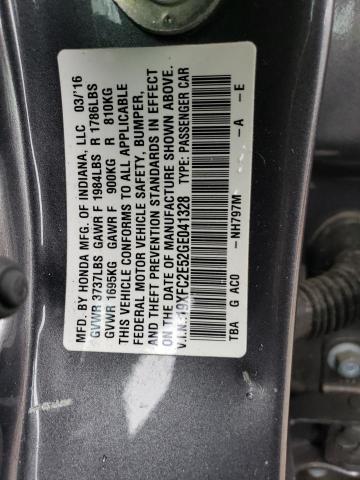 MFD. BY HONDA MFG. OF INDIANA, LLC 03/'16
GVWR 3737LBS GAWR F 1984LBS R 1786LBS
GVWR 1695KG GAWR F 900KG R 810KG
THIS VEHICLE CONFORMS TO ALL APPLICABLE
FEDERAL MOTOR VEHICLE SAFETY, BUMPER,
AND THEFT PREVENTION STANDARDS IN EFFECT
ON THE DATE OF MANUFACTURE SHOWN ABOVE.
V.I.N.:19XFC2E52GE041328 TYPE: PASSENGER CAR
TBA G AC0 -NH797M -A -E